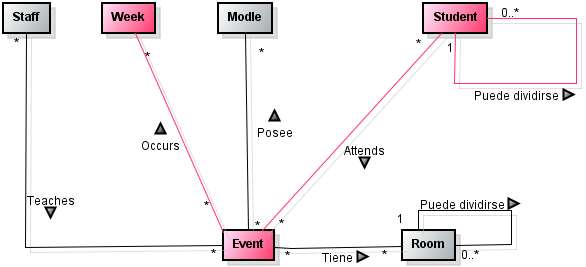 Staff
Week
Modle
Student
0..*
*
*
*
*
1
Puede dividirse
Occurs
Posee
Attends
Teaches
Puede dividirse
*
*
*
1
*
Event
Room
*
Tiene
*
0..*